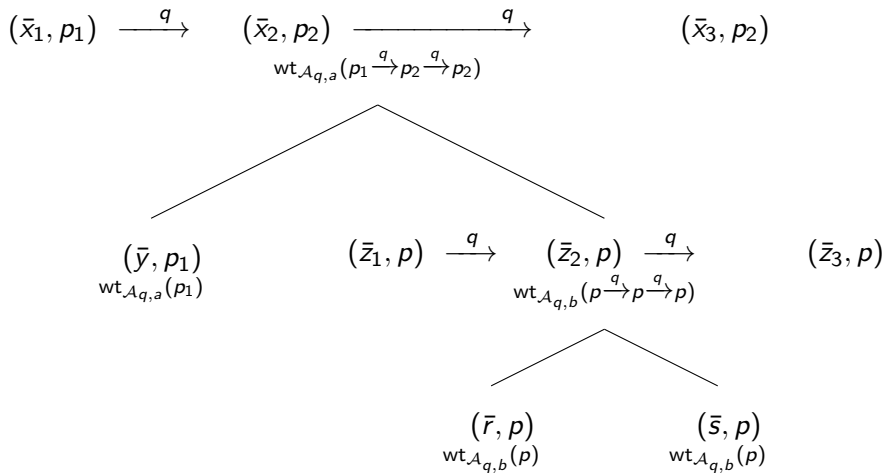 (x̄₁, p₁) —q→ (x̄₂, p₂) —q→ (x̄₃, p₂)
wt_{𝒜_{q,a}}(p₁ —q→ p₂ —q→ p₂)
(ȳ, p₁) (z̄₁, p) —q→ (z̄₂, p) —q→ (z̄₃, p)
wt_{𝒜_{q,a}}(p₁) wt_{𝒜_{q,b}}(p —q→ p —q→ p)
(r̄, p) (s̄, p)
wt_{𝒜_{q,b}}(p) wt_{𝒜_{q,b}}(p)